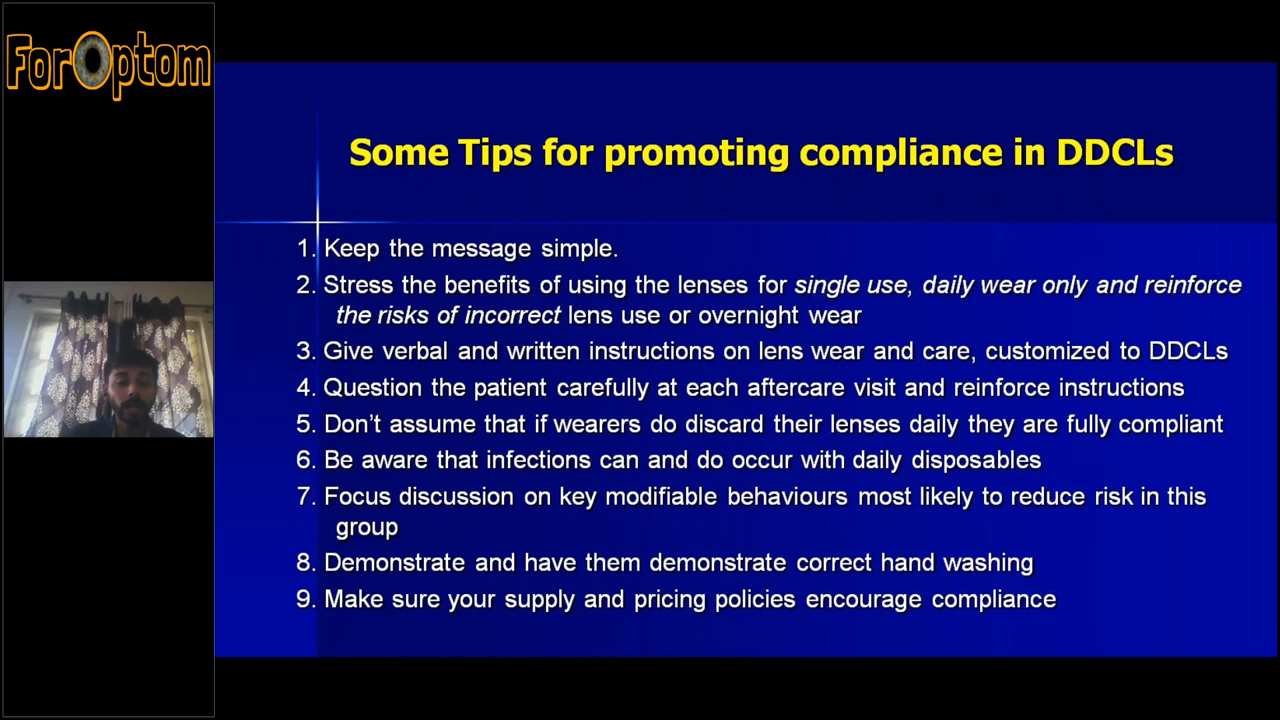 ForOptom
Some Tips for promoting compliance in DDCLs
1. Keep the message simple.
2. Stress the benefits of using the lenses for single use, daily wear only and reinforce
the risks of incorrect lens use or overnight wear
3. Give verbal and written instructions on lens wear and care, customized to DDCLs
4. Question the patient carefully at each aftercare visit and reinforce instructions
5. Don't assume that if wearers do discard their lenses daily they are fully compliant
6. Be aware that infections can and do occur with daily disposables
7. Focus discussion on key modifiable behaviours most likely to reduce risk in this
group
8. Demonstrate and have them demonstrate correct hand washing
9. Make sure your supply and pricing policies encourage compliance